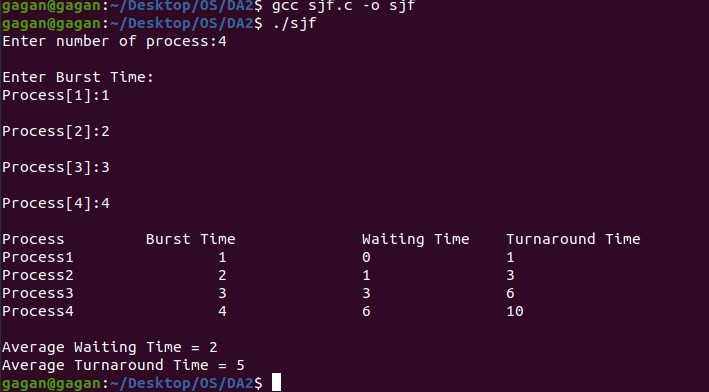 gagan@gagan:~/Desktop/OS/DA2$ gcc sjf.c -o sjf
gagan@gagan:~/Desktop/OS/DA2$ ./sjf
Enter number of process:4
Enter Burst Time:
Process[1]:1
Process[2]:2
Process[3]:3
Process[4]:4
Process Burst Time Waiting Time Turnaround Time
Process1 1 0 1
Process2 2 1 3
Process3 3 3 6
Process4 4 6 10
Average Waiting Time = 2
Average Turnaround Time = 5
gagan@gagan:~/Desktop/OS/DA2$